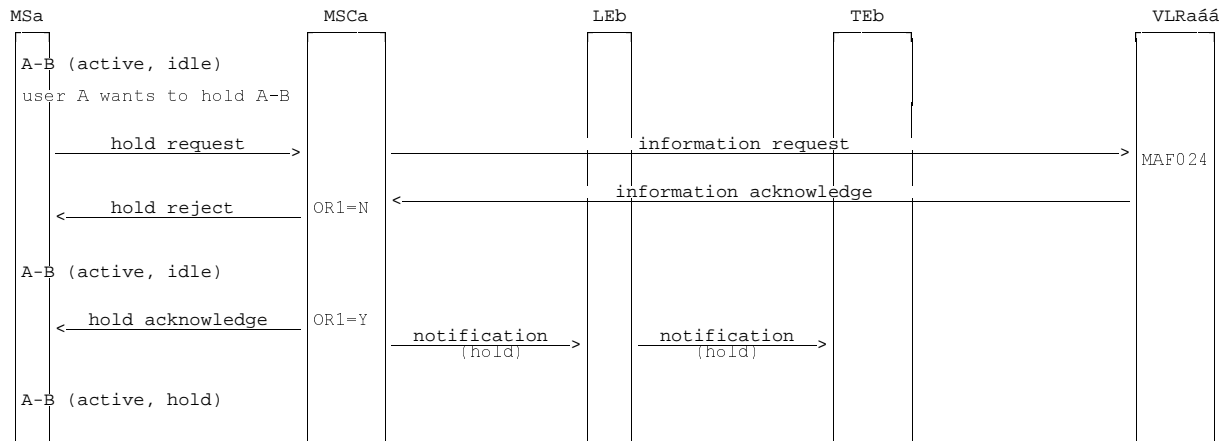 MSa MSCa LEb TEb VLRaáá
A-B (active, idle)
user A wants to hold A-B
hold request information request
MAF024
information acknowledge
hold reject OR1=N
A-B (active, idle)
hold acknowledge OR1=Y
notification notification
(hold) (hold)
A-B (active, hold)